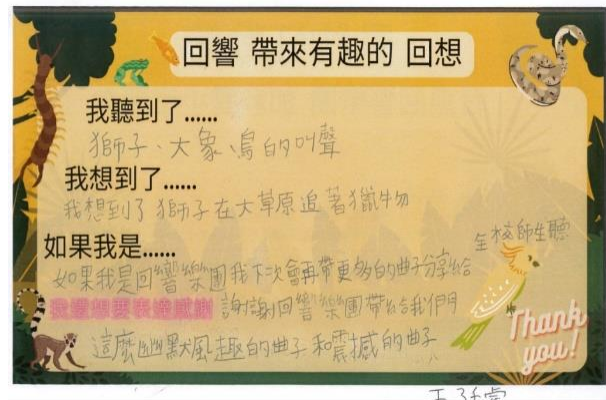 回響 帶來有趣的 回想
我聽到了......
獅子、大象、鳥的叫聲
我想到了......
我想到了獅子在大草原追著獵物
如果我是......
全校師生聽
如果我是回響樂團我下次會再帶更多的曲子分享給
我還想要表達感謝 謝謝回響樂團帶給我們
這麼幽默風趣的曲子和震撼的曲子
Thank
you!